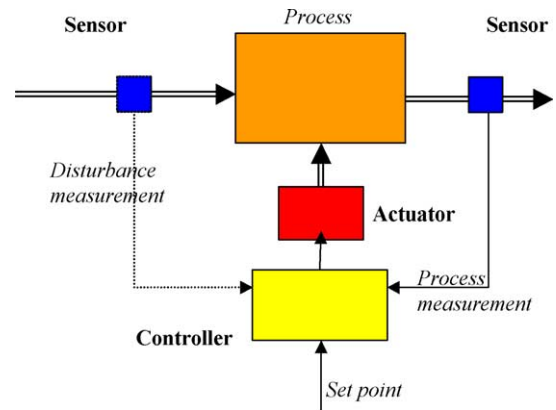 Sensor
Process
Sensor
Disturbance
measurement
Actuator
Process
measurement
Controller
Set point